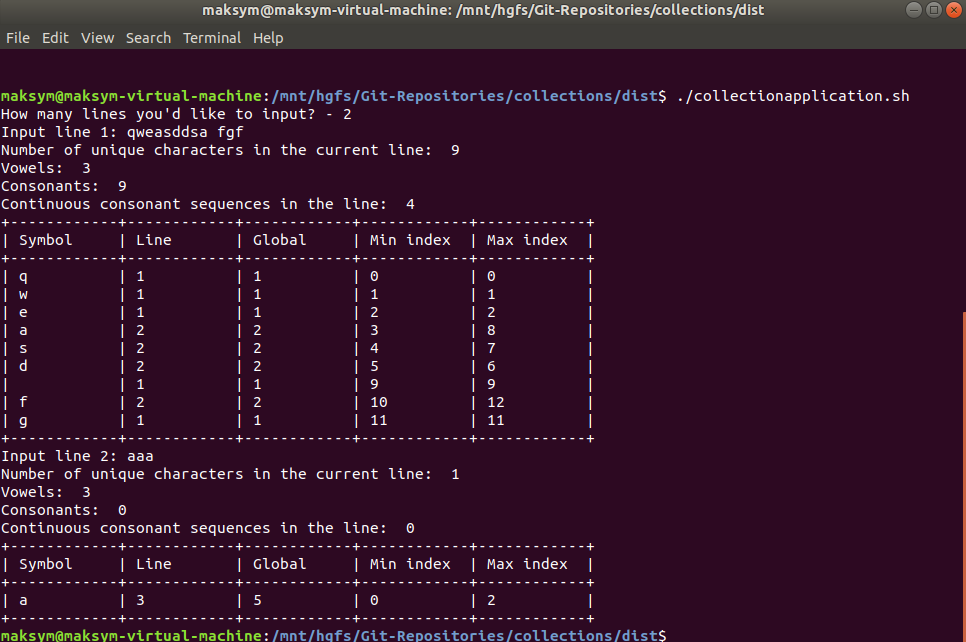 maksym@maksym-virtual-machine: /mnt/hgfs/Git-Repositories/collections/dist
File Edit View Search Terminal Help
maksym@maksym-virtual-machine:/mnt/hgfs/Git-Repositories/collections/dist$ ./collectionapplication.sh
How many lines you'd like to input? - 2
Input line 1: qweasddsa fgf
Number of unique characters in the current line:  9
Vowels:  3
Consonants:  9
Continuous consonant sequences in the line:  4
+------------+------------+------------+------------+------------+
| Symbol     | Line       | Global     | Min index  | Max index  |
+------------+------------+------------+------------+------------+
| q          | 1          | 1          | 0          | 0          |
| w          | 1          | 1          | 1          | 1          |
| e          | 1          | 1          | 2          | 2          |
| a          | 2          | 2          | 3          | 8          |
| s          | 2          | 2          | 4          | 7          |
| d          | 2          | 2          | 5          | 6          |
|            | 1          | 1          | 9          | 9          |
| f          | 2          | 2          | 10         | 12         |
| g          | 1          | 1          | 11         | 11         |
+------------+------------+------------+------------+------------+
Input line 2: aaa
Number of unique characters in the current line:  1
Vowels:  3
Consonants:  0
Continuous consonant sequences in the line:  0
+------------+------------+------------+------------+------------+
| Symbol     | Line       | Global     | Min index  | Max index  |
+------------+------------+------------+------------+------------+
| a          | 3          | 5          | 0          | 2          |
+------------+------------+------------+------------+------------+
maksym@maksym-virtual-machine:/mnt/hgfs/Git-Repositories/collections/dist$